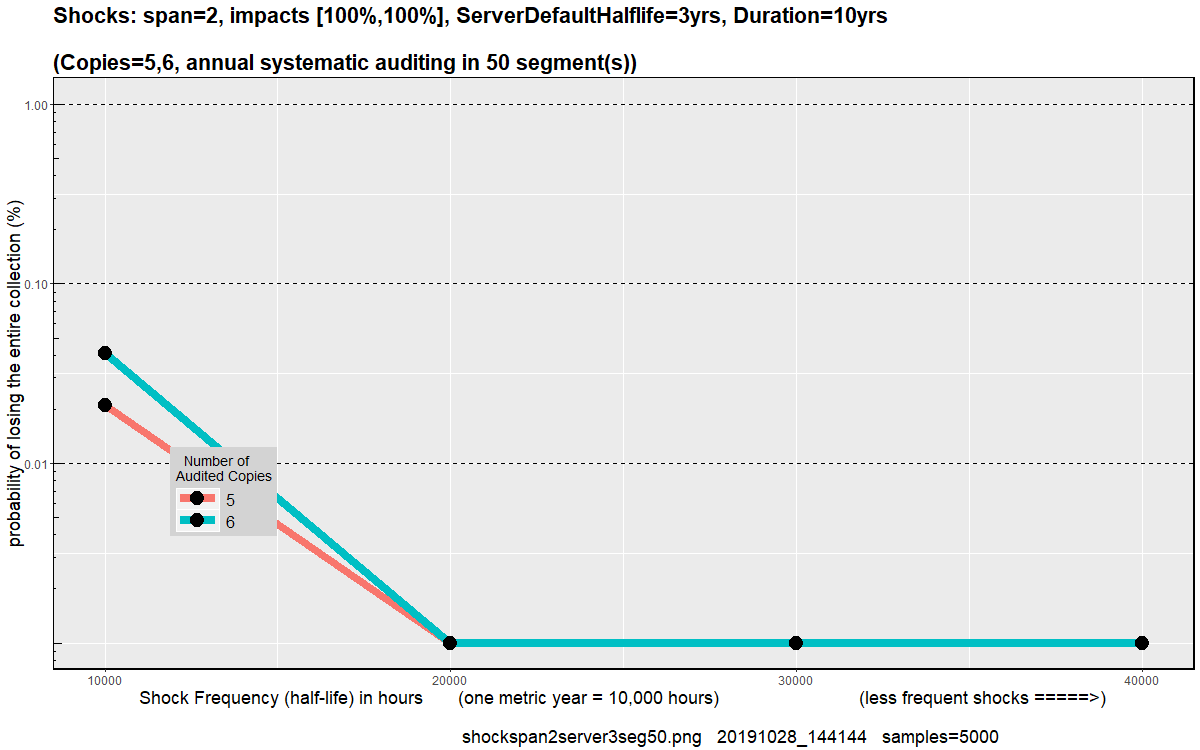 Shocks: span=2, impacts [100%,100%], ServerDefaultHalflife=3yrs, Duration=10yrs
(Copies=5,6, annual systematic auditing in 50 segment(s))
probability of losing the entire collection (%)
1.00
0.10
0.01
Number of
Audited Copies
5
6
10000
20000
30000
40000
Shock Frequency (half-life) in hours (one metric year = 10,000 hours) (less frequent shocks =====>)
shockspan2server3seg50.png 20191028_144144 samples=5000